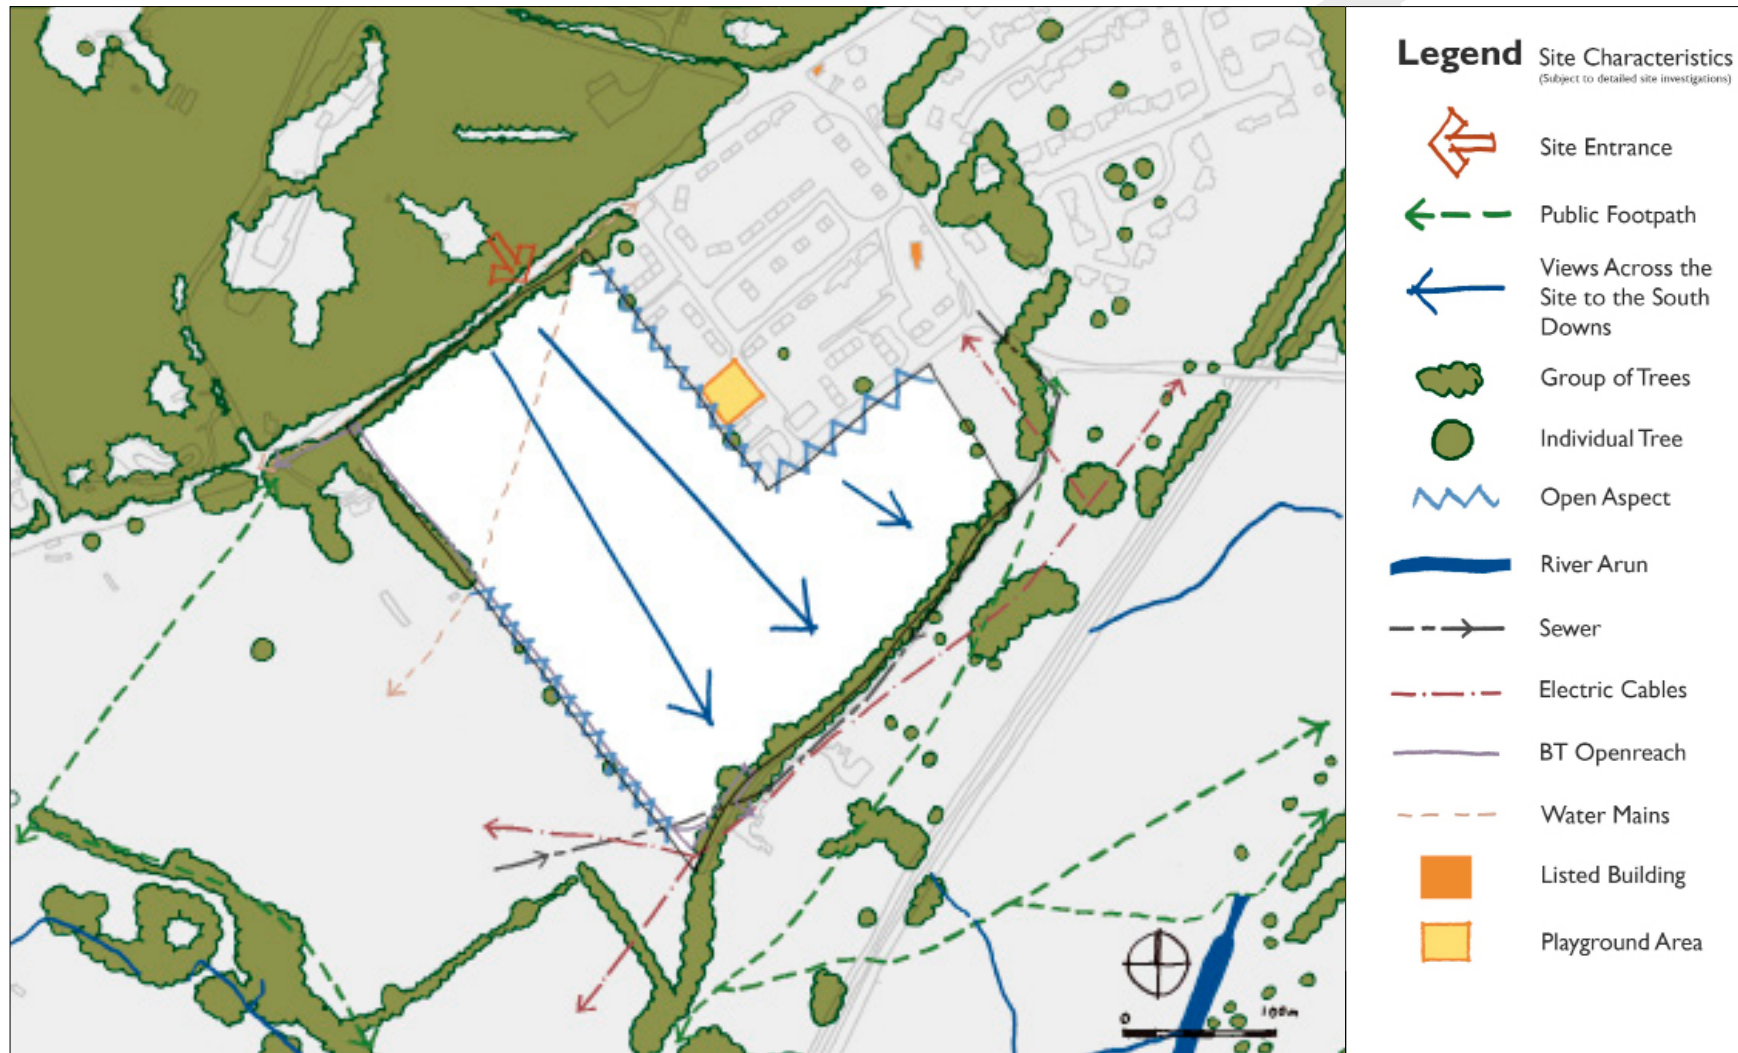 Legend Site Characteristics
(Subject to detailed site investigations)
Site Entrance
Public Footpath
Views Across the
Site to the South
Downs
Group of Trees
Individual Tree
Open Aspect
River Arun
Sewer
Electric Cables
BT Openreach
Water Mains
Listed Building
Playground Area
0 100m